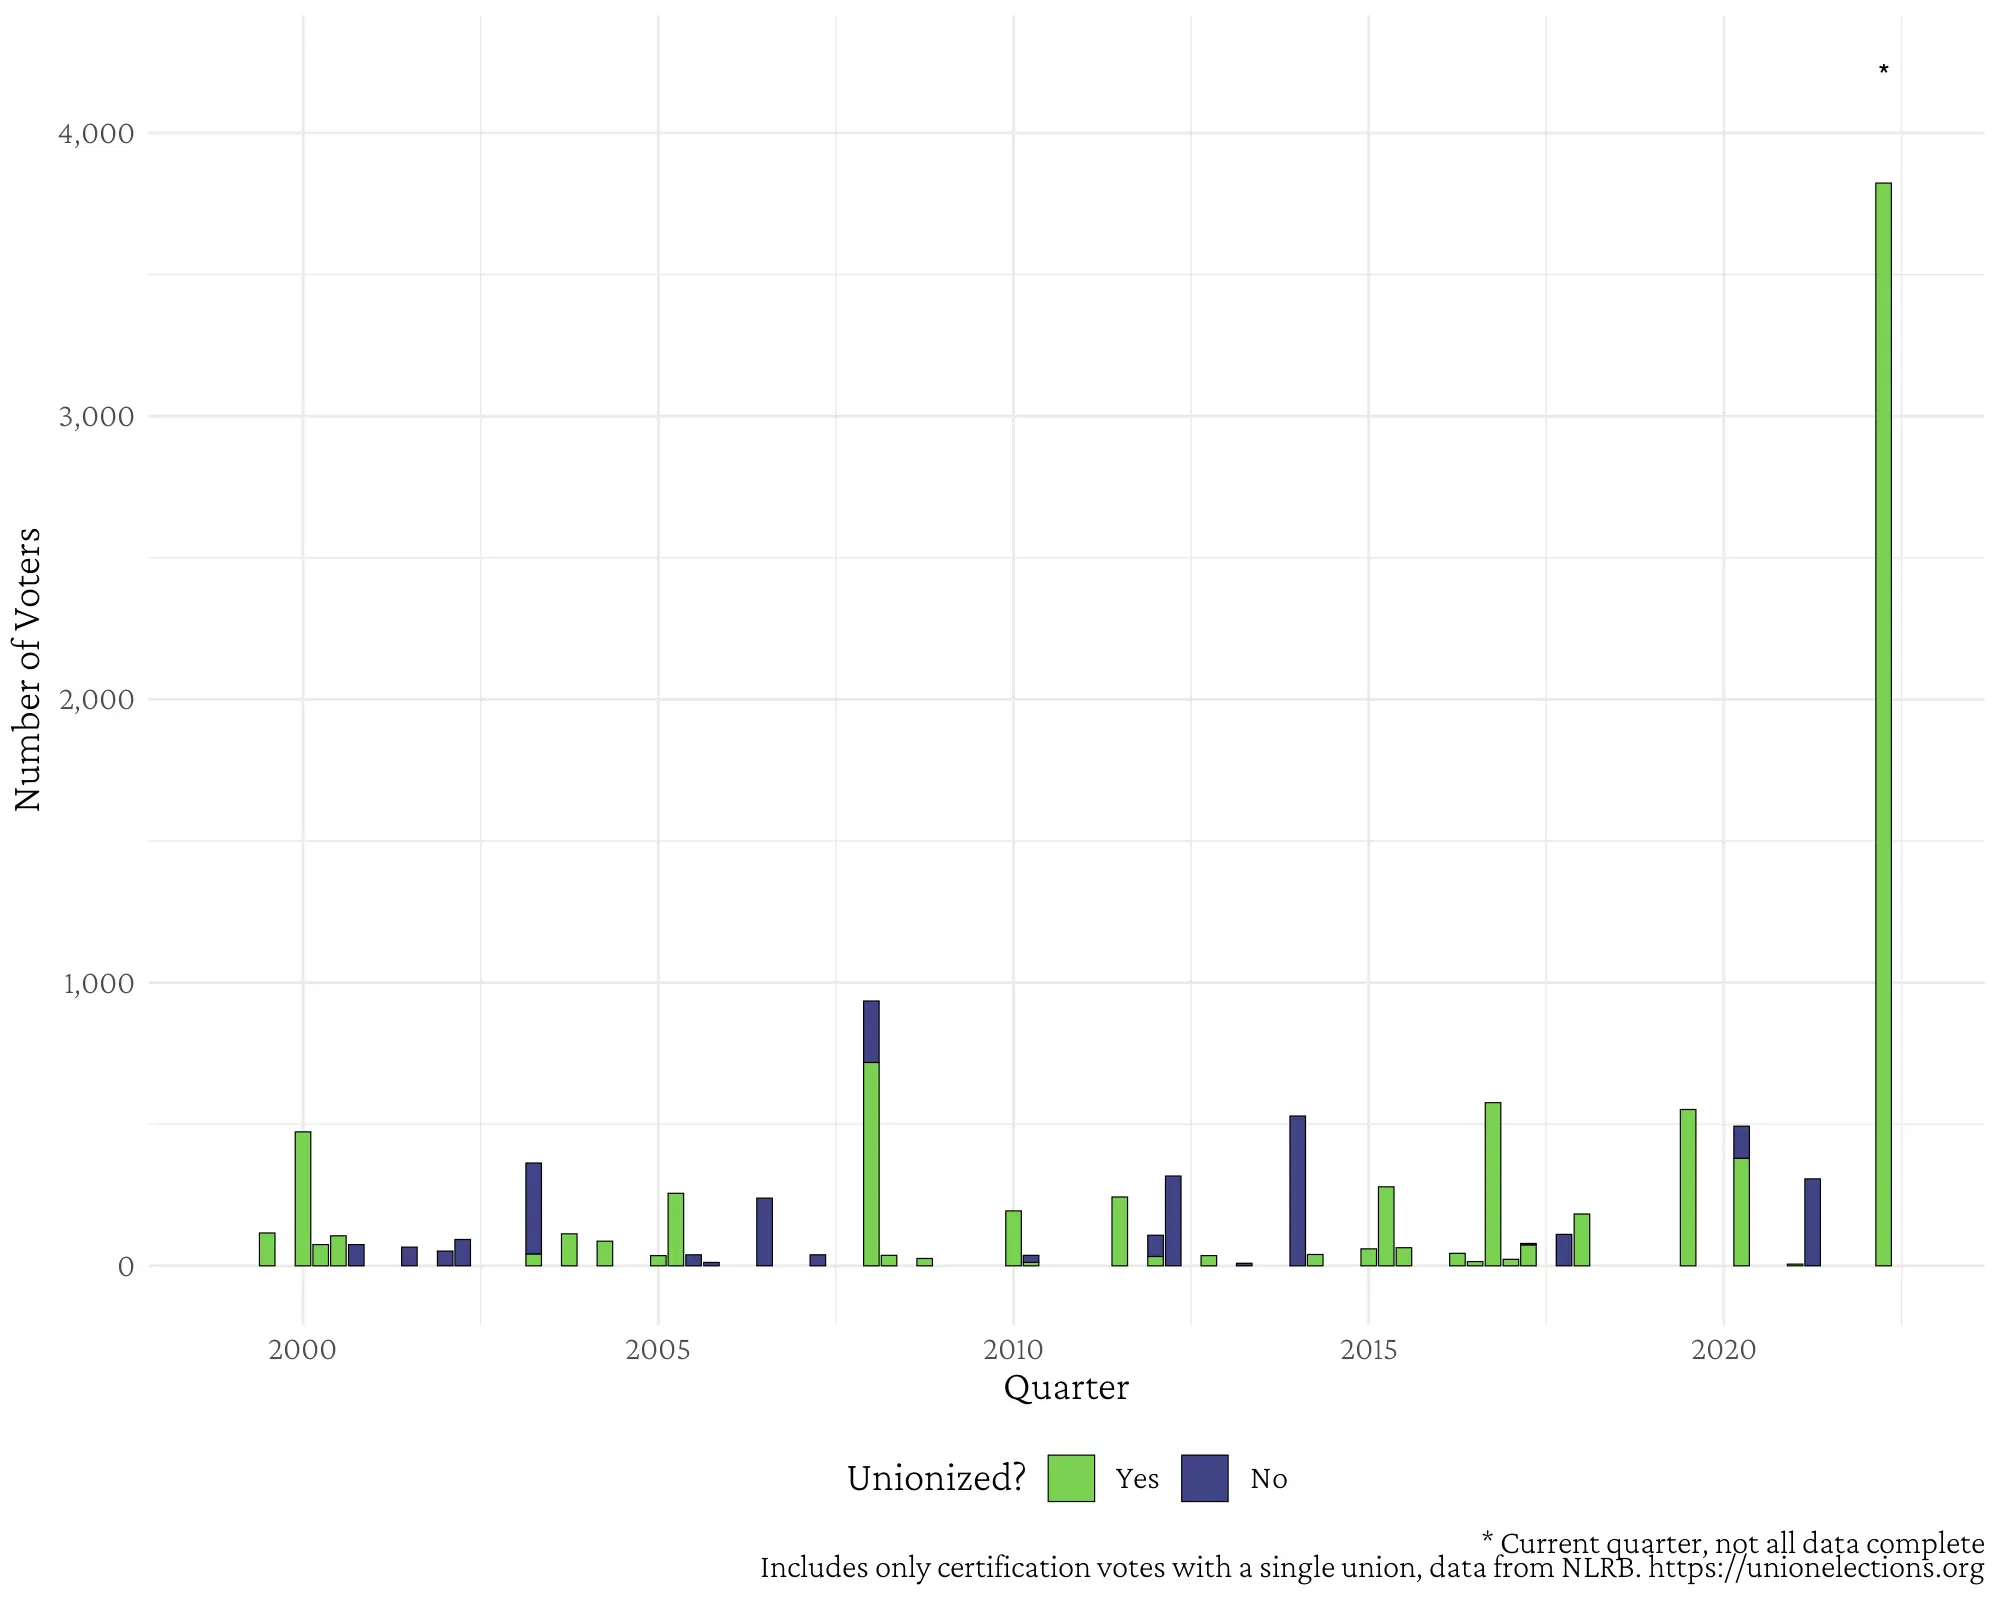 *
4,000
3,000
2,000
1,000
0
Number of Voters
2000 2005 2010 2015 2020
Quarter
Unionized? Yes No
* Current quarter, not all data complete
Includes only certification votes with a single union, data from NLRB. https://unionelections.org